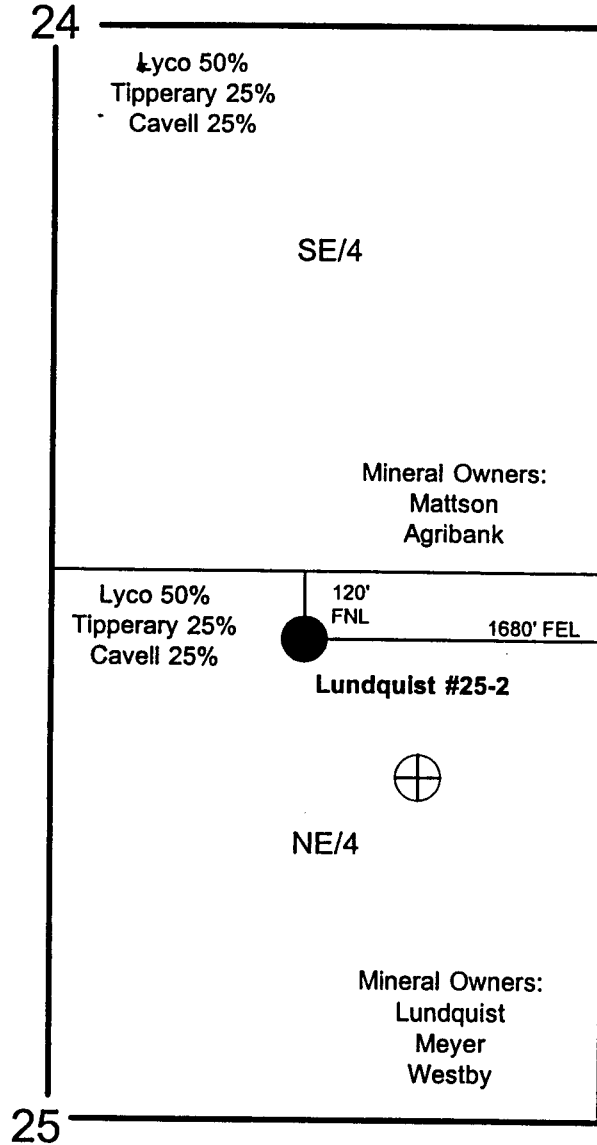 24
Lyco 50%
Tipperary 25%
Cavell 25%
SE/4
Mineral Owners:
Mattson
Agribank
Lyco 50%
Tipperary 25%
Cavell 25%
120'
FNL
1680' FEL
Lundquist #25-2
NE/4
Mineral Owners:
Lundquist
Meyer
Westby
25